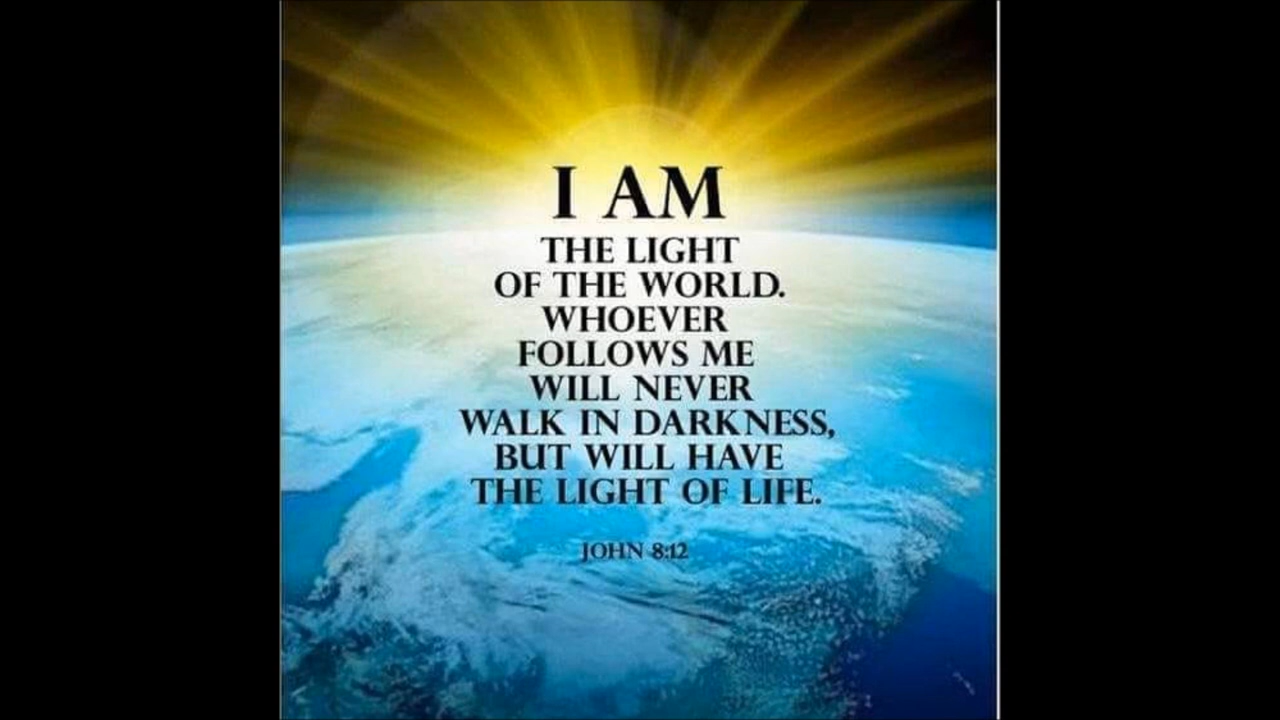 I AM
THE LIGHT
OF THE WORLD.
WHOEVER
FOLLOWS ME
WILL NEVER
WALK IN DARKNESS,
BUT WILL HAVE
THE LIGHT OF LIFE.
JOHN 8:12